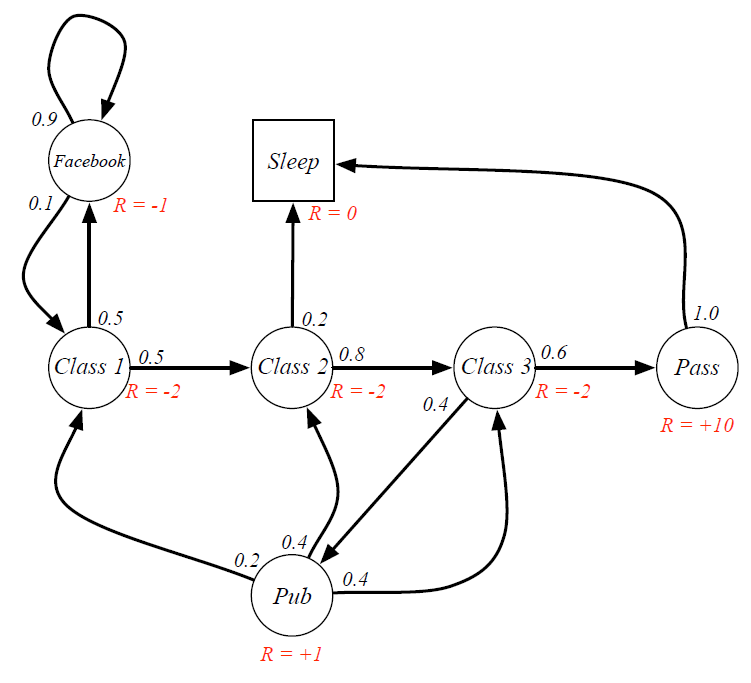 0.9
Facebook
Sleep
0.1
R = -1
R = 0
0.5
0.2
1.0
Class 1
0.5
Class 2
0.8
Class 3
0.6
Pass
R = -2
R = -2
R = -2
0.4
R = +10
0.4
0.2
0.4
Pub
R = +1